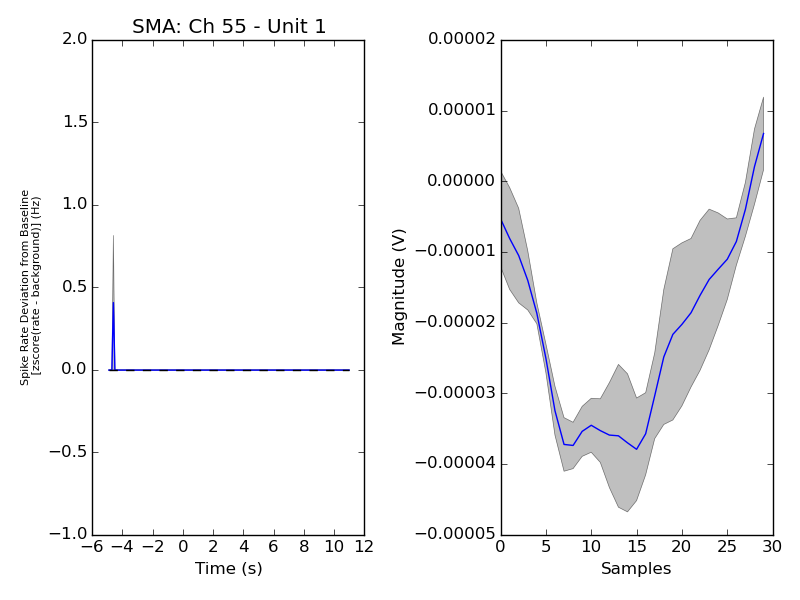 SMA: Ch 55 - Unit 1
2.0
1.5
1.0
0.5
0.0
−0.5
−1.0
−6 −4 −2 0 2 4 6 8 10 12
Time (s)
Spike Rate Deviation from Baseline
[zscore(rate - background)] (Hz)
0.00002
0.00001
0.00000
−0.00001
−0.00002
−0.00003
−0.00004
−0.00005
0 5 10 15 20 25 30
Samples
Magnitude (V)